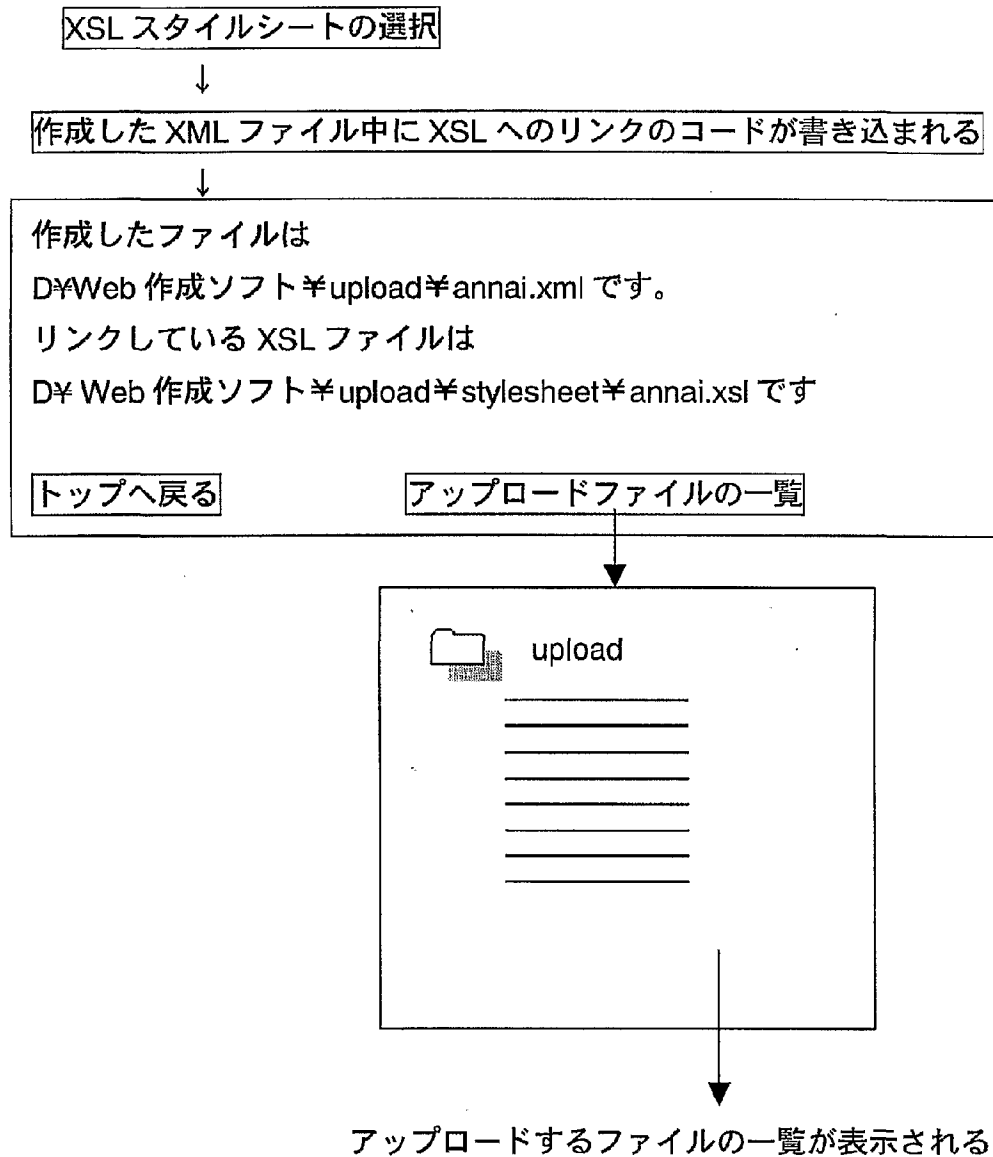 XSL スタイルシートの選択
↓
作成した XML ファイル中に XSL へのリンクのコードが書き込まれる
↓
作成したファイルは
D¥Web 作成ソフト¥upload¥annai.xml です。
リンクしている XSL ファイルは
D¥ Web 作成ソフト¥upload¥stylesheet¥annai.xsl です
トップへ戻る アップロードファイルの一覧
upload
アップロードするファイルの一覧が表示される